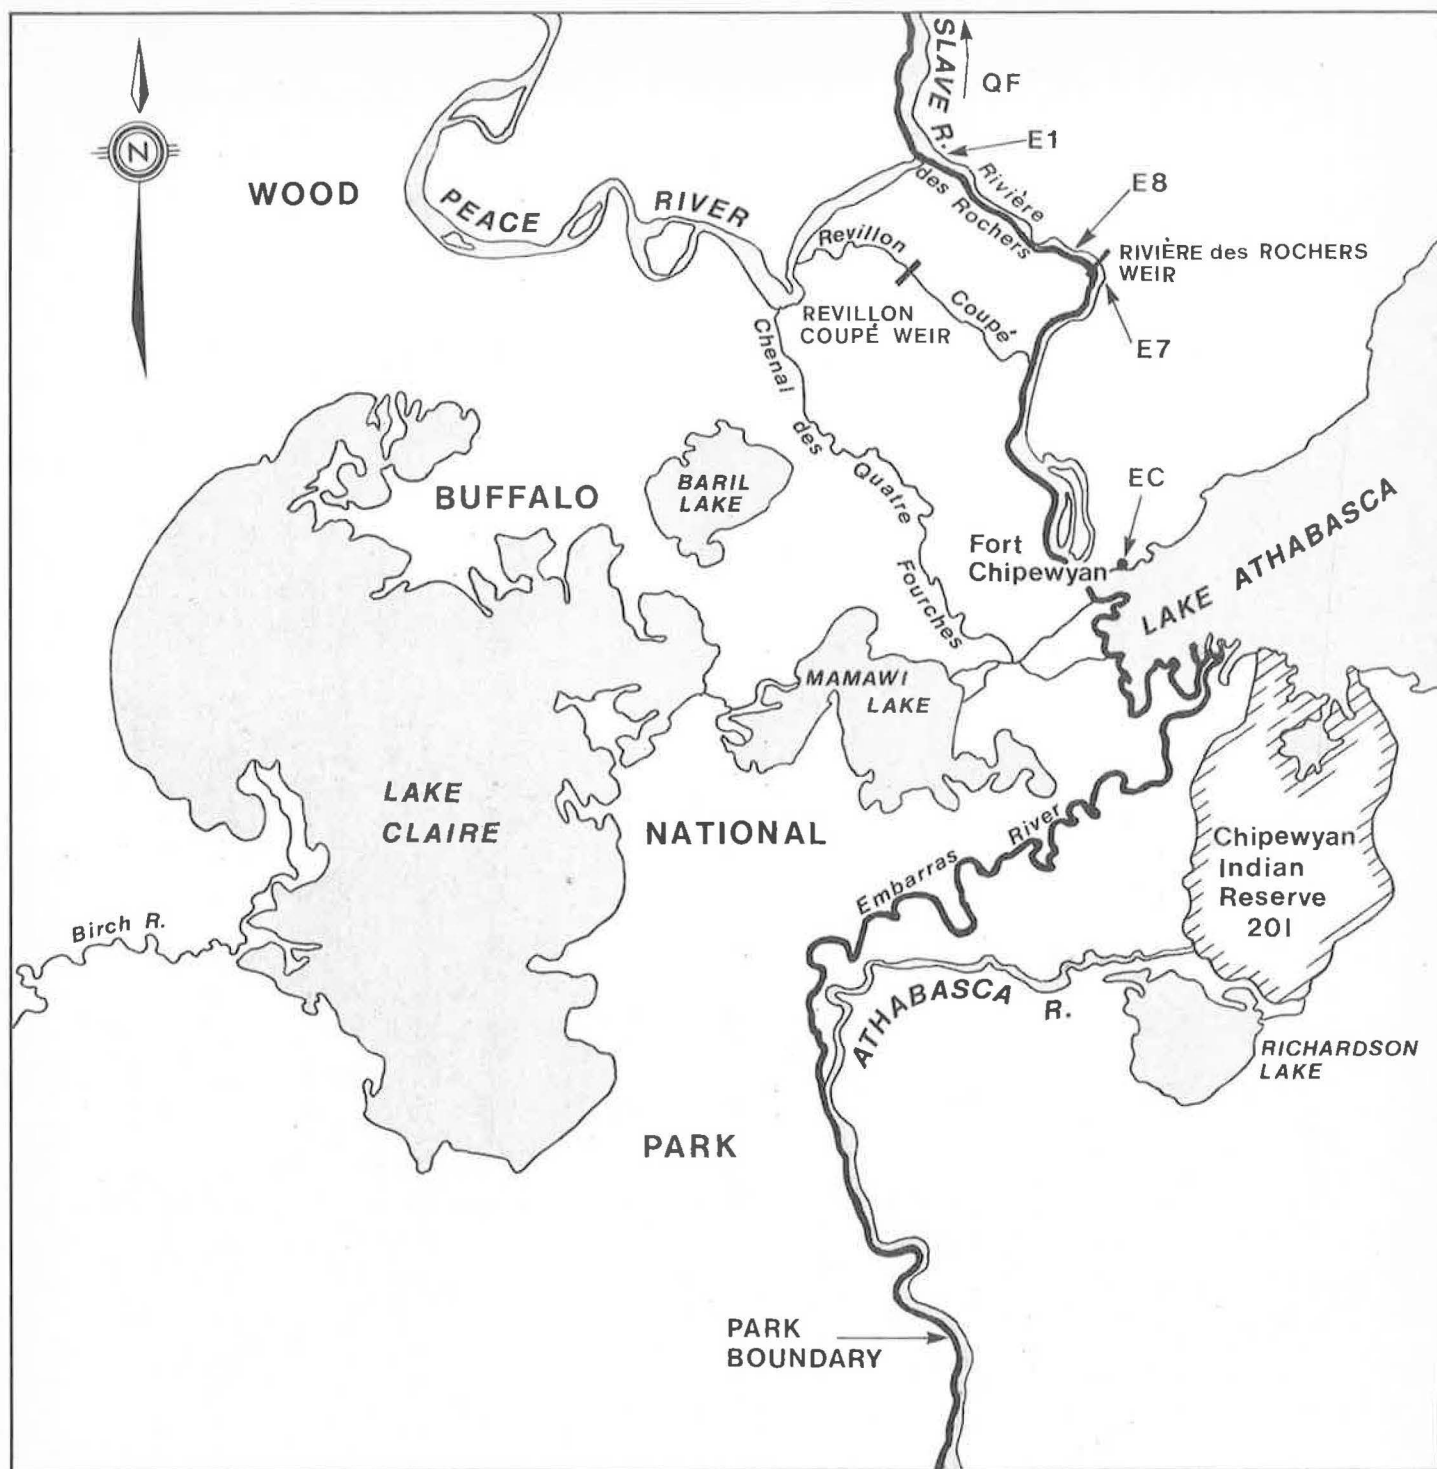 SLAVE R.
QF
E1
N
WOOD
PEACE RIVER
Rivière
des Rochers
E8
Revillon Coupé
RIVIÈRE des ROCHERS
WEIR
REVILLON
COUPÉ WEIR
E7
Chenal des Quatre Fourches
BUFFALO
BARIL
LAKE
EC
Fort
Chipewyan
LAKE ATHABASCA
MAMAWI
LAKE
LAKE
CLAIRE
NATIONAL
Embarras River
Chipewyan
Indian
Reserve
201
Birch R.
ATHABASCA R.
RICHARDSON
LAKE
PARK
PARK
BOUNDARY